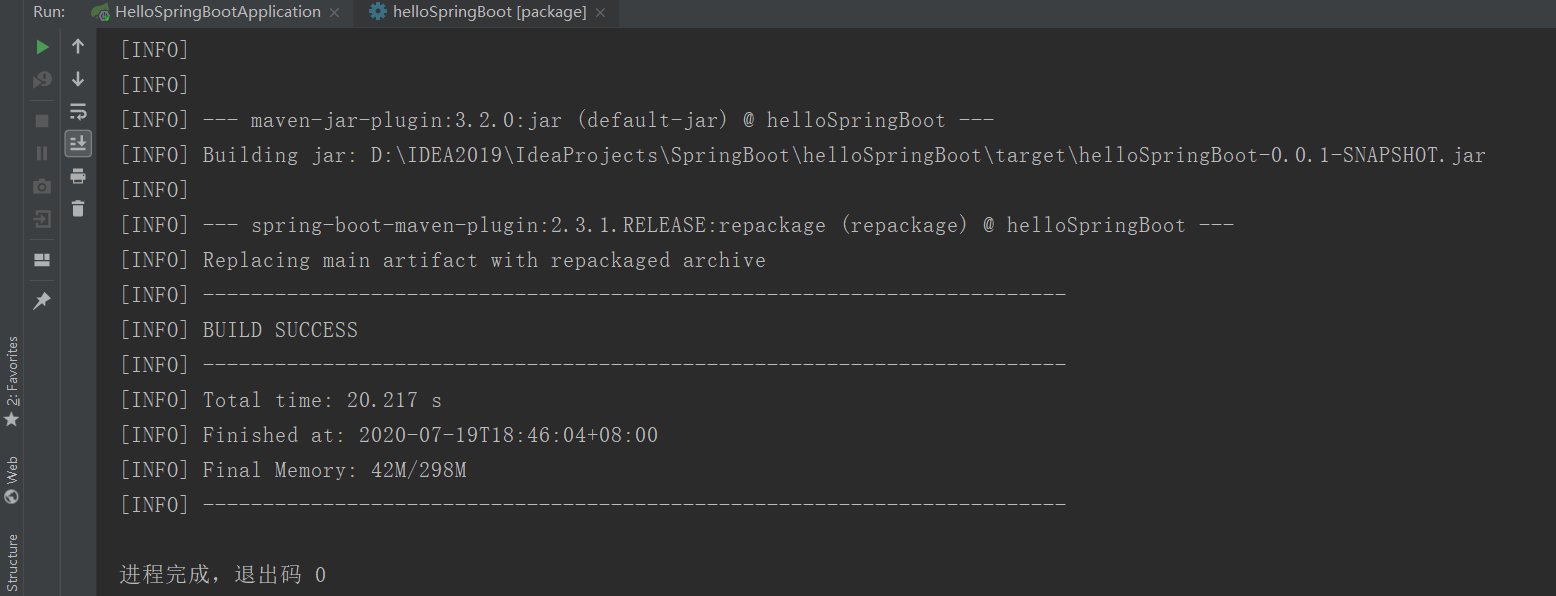 Run: HelloSpringBootApplication × helloSpringBoot [package] ×
[INFO]
[INFO]
[INFO] --- maven-jar-plugin:3.2.0:jar (default-jar) @ helloSpringBoot ---
[INFO] Building jar: D:\IDEA2019\IdeaProjects\SpringBoot\helloSpringBoot\target\helloSpringBoot-0.0.1-SNAPSHOT.jar
[INFO]
[INFO] --- spring-boot-maven-plugin:2.3.1.RELEASE:repackage (repackage) @ helloSpringBoot ---
[INFO] Replacing main artifact with repackaged archive
[INFO] ------------------------------------------------------------------------
[INFO] BUILD SUCCESS
[INFO] ------------------------------------------------------------------------
[INFO] Total time: 20.217 s
[INFO] Finished at: 2020-07-19T18:46:04+08:00
[INFO] Final Memory: 42M/298M
[INFO] ------------------------------------------------------------------------
进程完成，退出码 0
2: Favorites
Web
Structure